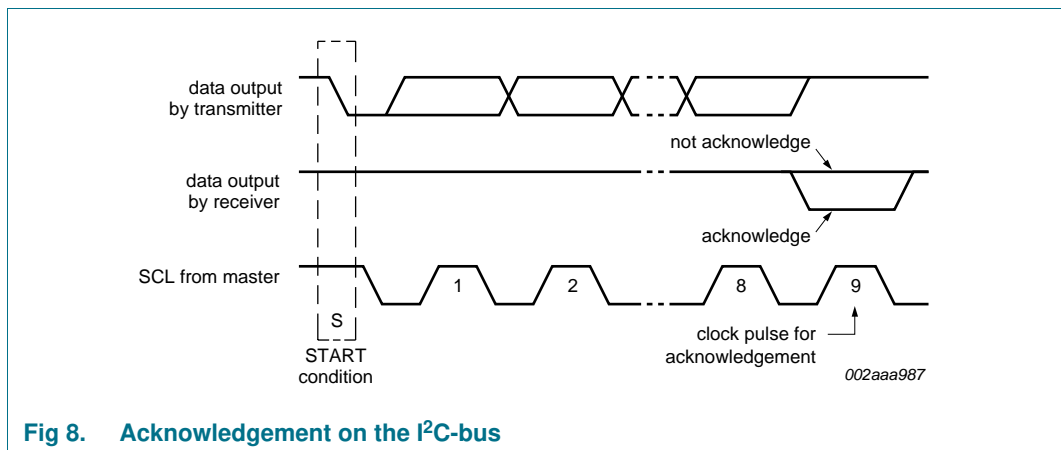 data output
by transmitter
not acknowledge
data output
by receiver
acknowledge
SCL from master
1
2
8
9
S
START
condition
clock pulse for
acknowledgement
002aaa987
Fig 8. Acknowledgement on the I²C-bus